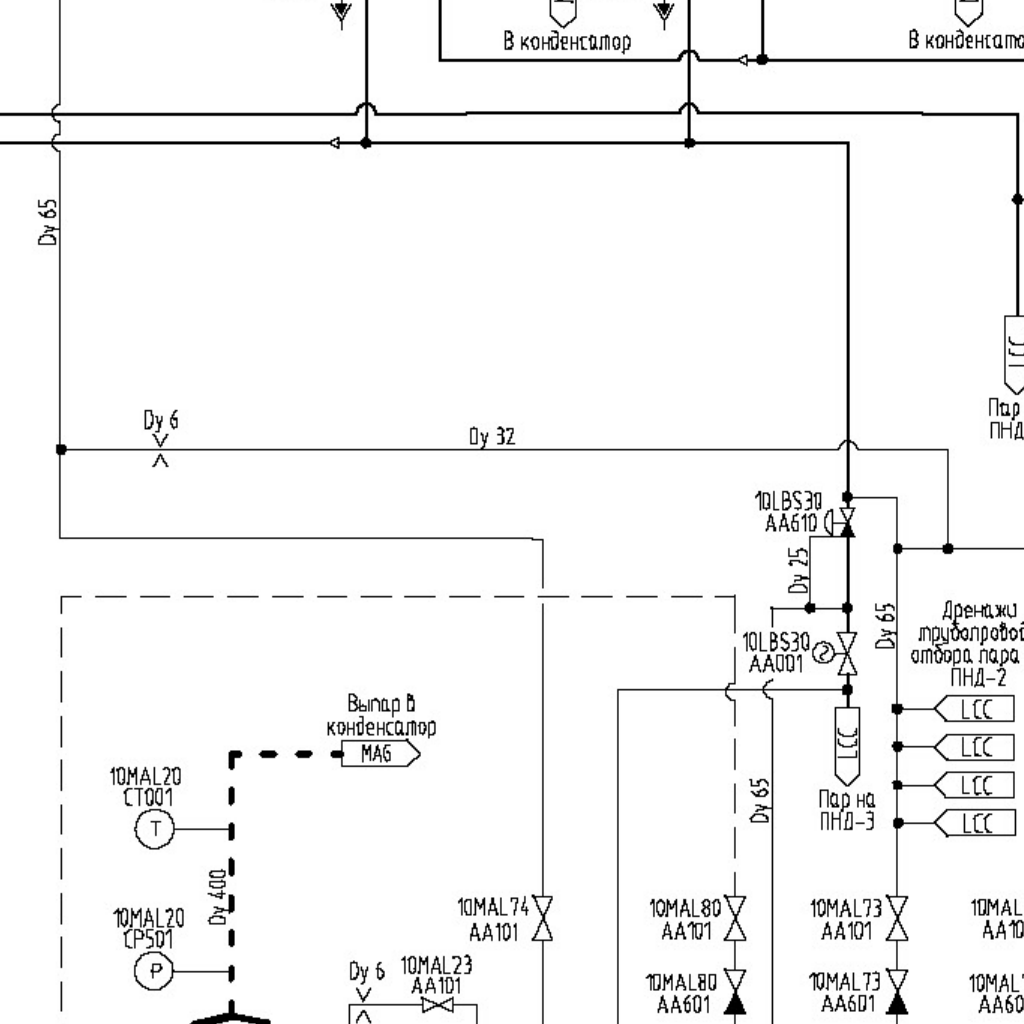 В конденсатор
В конденсато
Dy 65
LCC
Пар
ПНД
Dy 6
Dy 32
10LBS30
AA610
Dy 25
Dy 65
Дренажи
трубопровод
отбора пара
ПНД-2
10LBS30
AA001
Выпар в
конденсатор
MAG
LCC
LCC
LCC
LCC
LCC
10MAL20
CT001
T
Dy 65
Пар на
ПНД-3
Dy 400
10MAL20
CP501
P
10MAL74
AA101
10MAL80
AA101
10MAL73
AA101
10MAL
AA10
Dy 6
10MAL23
AA101
10MAL80
AA601
10MAL73
AA601
10MAL
AA60